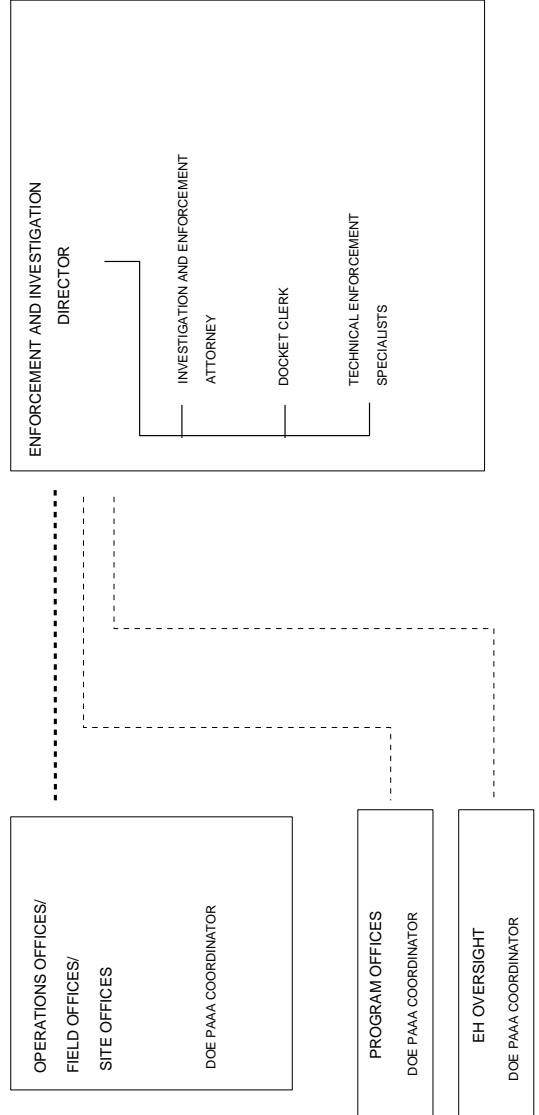 ENFORCEMENT AND INVESTIGATION
DIRECTOR
INVESTIGATION AND ENFORCEMENT
ATTORNEY
DOCKET CLERK
TECHNICAL ENFORCEMENT
SPECIALISTS
OPERATIONS OFFICES/
FIELD OFFICES/
SITE OFFICES
DOE PAAA COORDINATOR
PROGRAM OFFICES
DOE PAAA COORDINATOR
EH OVERSIGHT
DOE PAAA COORDINATOR